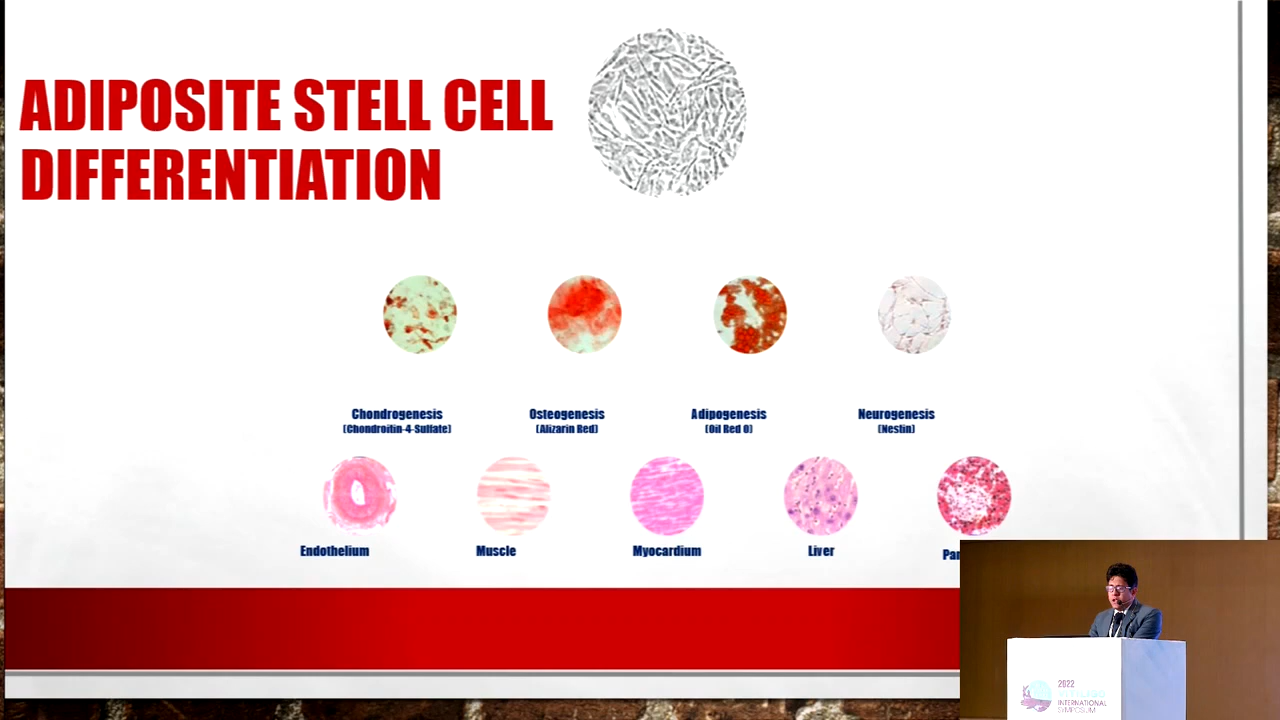 ADIPOSITE STELL CELL
DIFFERENTIATION
Chondrogenesis
(Chondroitin-4-Sulfate)
Osteogenesis
(Alizarin Red)
Adipogenesis
(Oil Red O)
Neurogenesis
(Nestin)
Endothelium
Muscle
Myocardium
Liver
2022
INTERNATIONAL
SYMPOSIUM